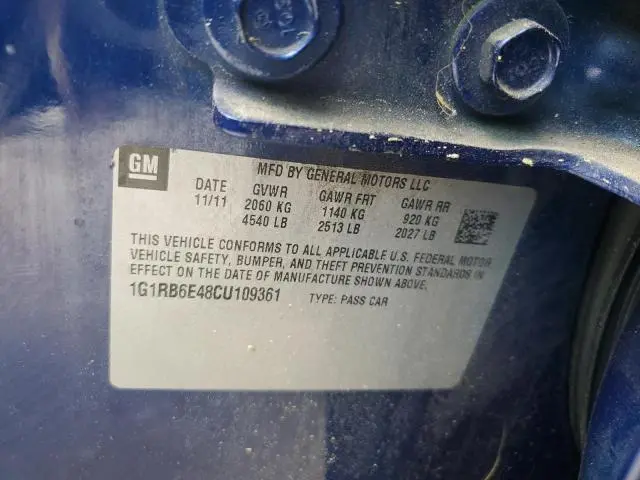 GM
MFD BY GENERAL MOTORS LLC
DATE GVWR GAWR FRT GAWR RR
11/11 2060 KG 1140 KG 920 KG
4540 LB 2513 LB 2027 LB
THIS VEHICLE CONFORMS TO ALL APPLICABLE U.S. FEDERAL MOTOR
VEHICLE SAFETY, BUMPER, AND THEFT PREVENTION STANDARDS IN
EFFECT ON THE DATE OF MANUFACTURE SHOWN ABOVE.
1G1RB6E48CU109361 TYPE: PASS CAR